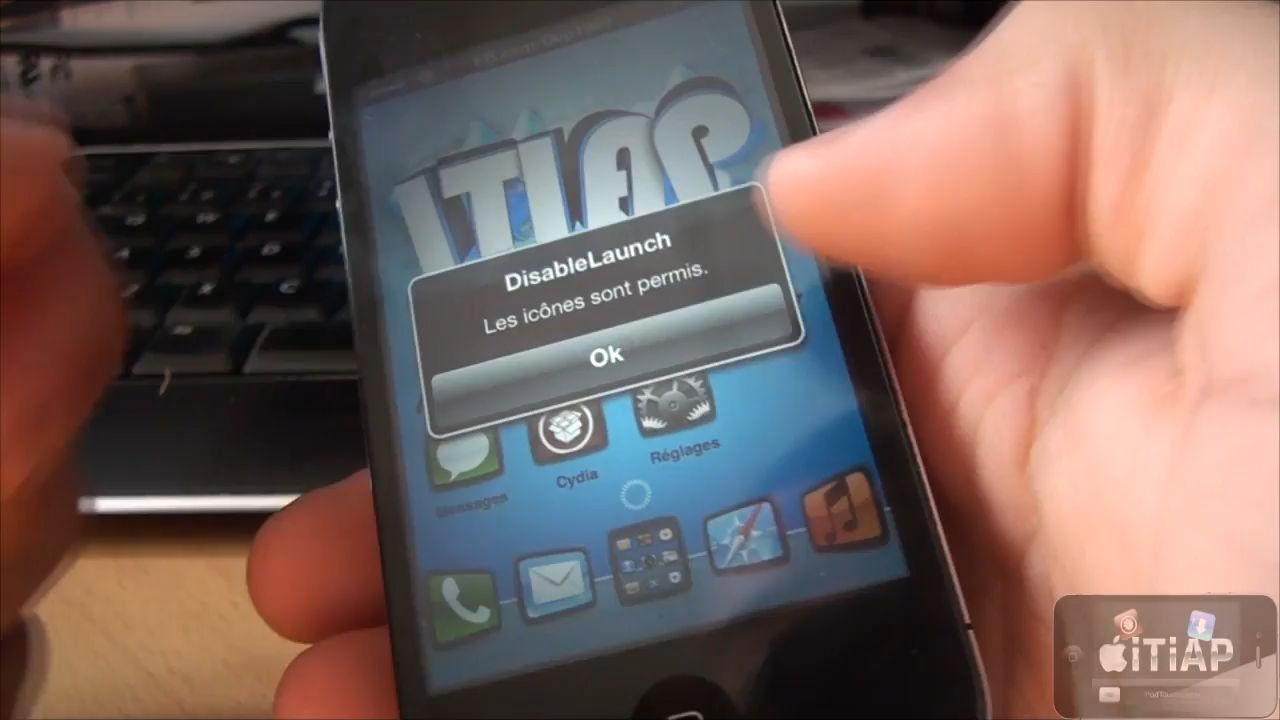 ITIAP
DisableLaunch
Les icônes sont permis.
Ok
Messages
Cydia
Réglages
iTiAP